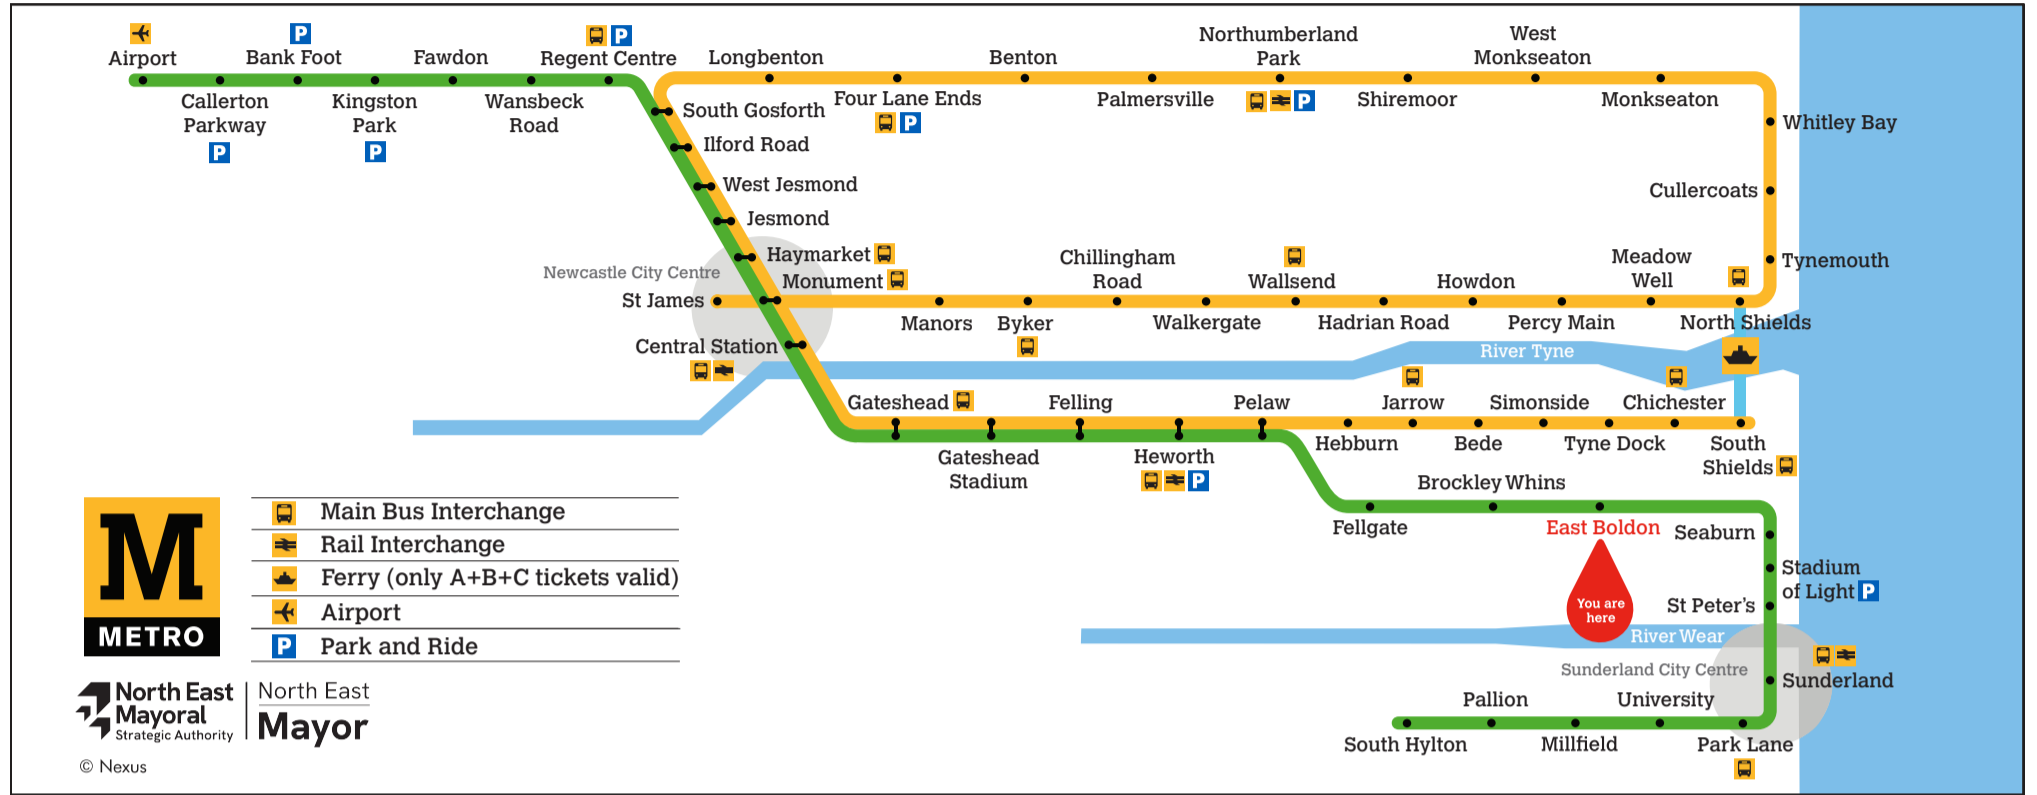 Airport
Callerton
Parkway
P
Bank Foot
P
Kingston
Park
P
Fawdon
Wansbeck
Road
Regent Centre
P
Longbenton
Four Lane Ends
P
Benton
Palmersville
Northumberland
Park
P
Shiremoor
West
Monkseaton
Monkseaton
Whitley Bay
Cullercoats
Tynemouth
South Gosforth
Ilford Road
West Jesmond
Jesmond
Haymarket
Monument
Newcastle City Centre
St James
Central Station
Manors
Byker
Chillingham
Road
Walkergate
Wallsend
Hadrian Road
Howdon
Percy Main
Meadow
Well
North Shields
River Tyne
Gateshead
Gateshead
Stadium
Felling
Heworth
P
Pelaw
Hebburn
Jarrow
Bede
Simonside
Tyne Dock
Chichester
South
Shields
Fellgate
Brockley Whins
East Boldon
You are
here
Seaburn
Stadium
of Light P
St Peter's
River Wear
Sunderland City Centre
Sunderland
Park Lane
University
Millfield
Pallion
South Hylton
M
METRO
Main Bus Interchange
Rail Interchange
Ferry (only A+B+C tickets valid)
Airport
P Park and Ride
North East
Mayoral
Strategic Authority
North East
Mayor
© Nexus